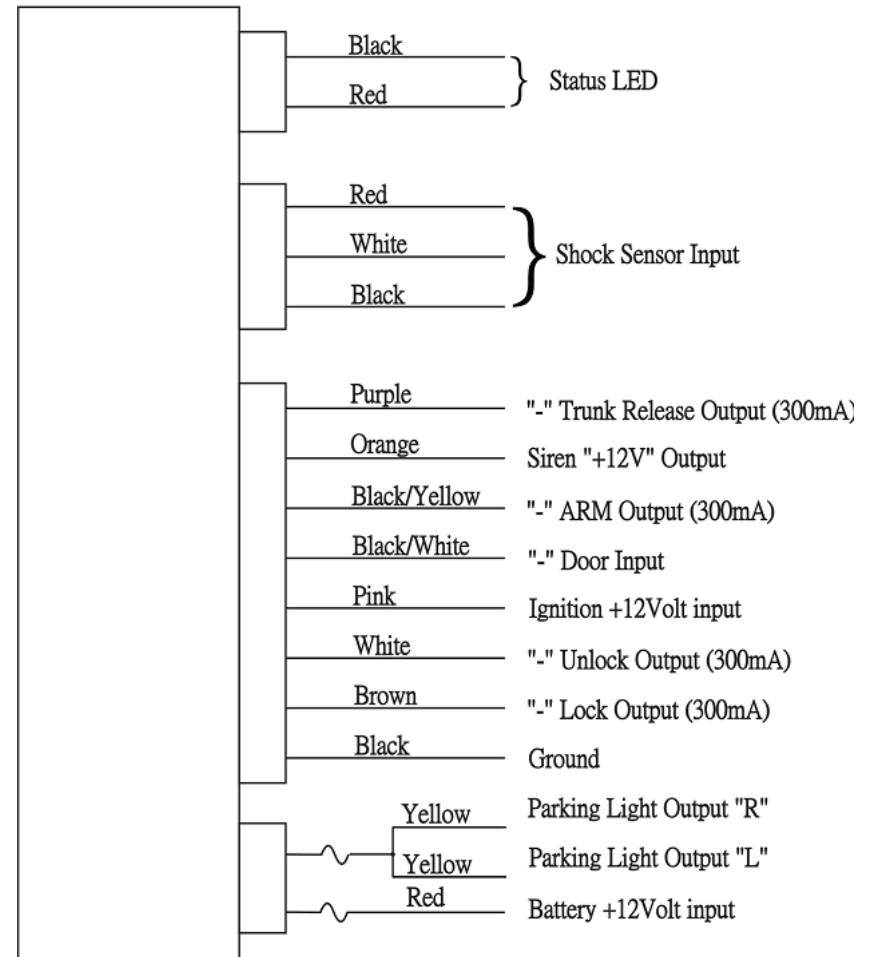 Black
Red
Status LED
Red
White
Black
Shock Sensor Input
Purple "-" Trunk Release Output (300mA)
Orange Siren "+12V" Output
Black/Yellow "-" ARM Output (300mA)
Black/White "-" Door Input
Pink Ignition +12Volt input
White "-" Unlock Output (300mA)
Brown "-" Lock Output (300mA)
Black Ground
Yellow Parking Light Output "R"
Yellow Parking Light Output "L"
Red Battery +12Volt input